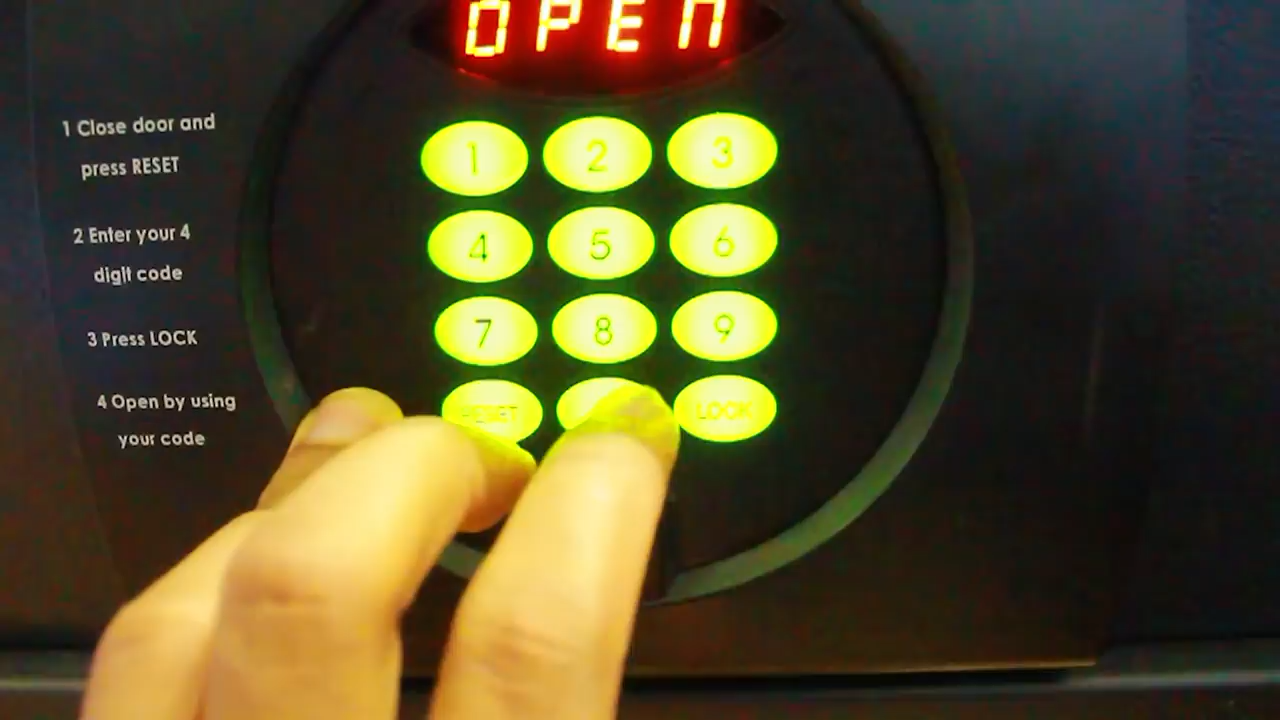 OPEN
1 Close door and
press RESET
2 Enter your 4
digit code
3 Press LOCK
4 Open by using
your code
1 2 3
4 5 6
7 8 9
RESET LOCK